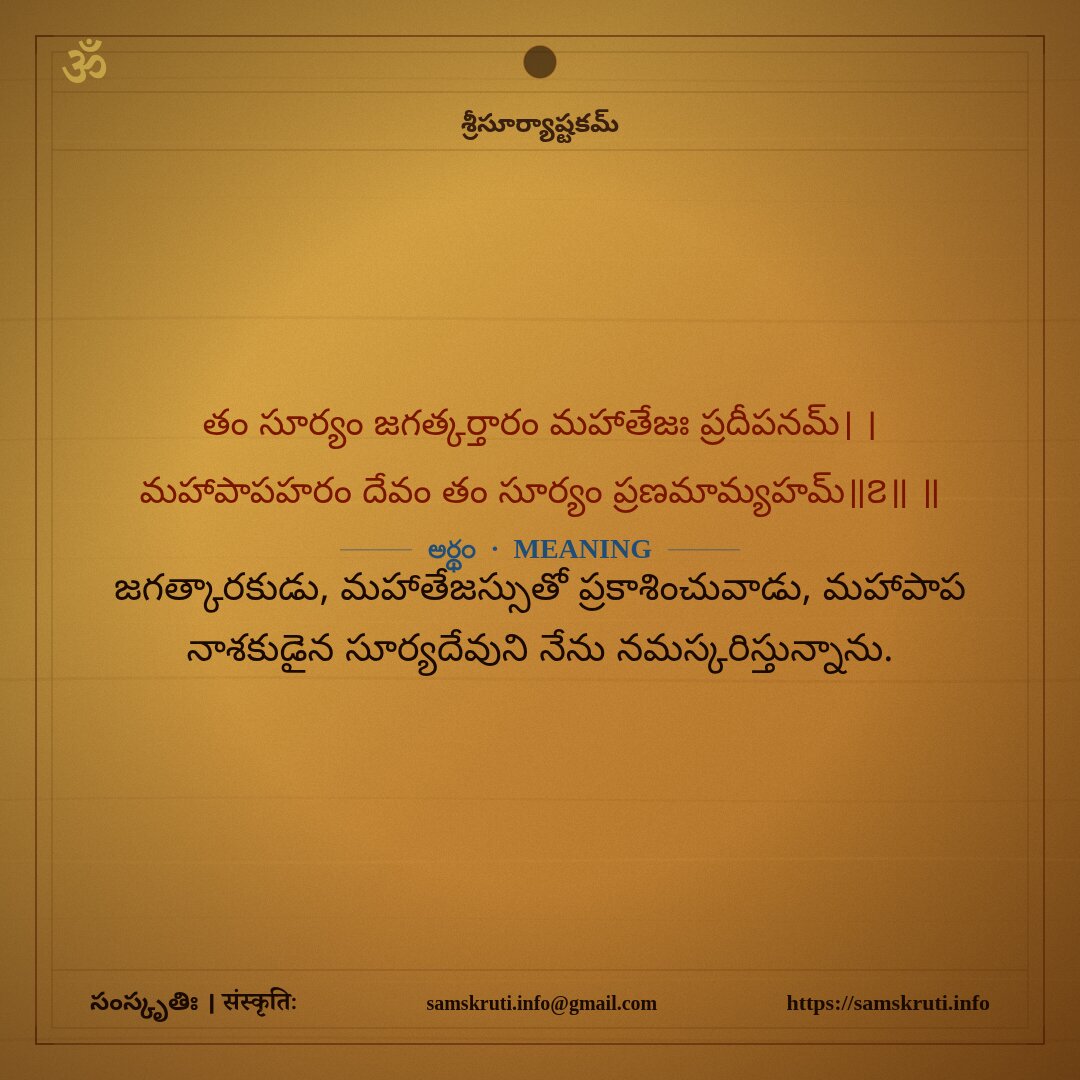 ॐ
శ్రీసూర్యాష్టకమ్
తం సూర్యం జగత్కర్తారం మహాతేజః ప్రదీపనమ్। ।
మహాపాపహరం దేవం తం సూర్యం ప్రణమామ్యహమ్॥౭॥ ॥
అర్థం · MEANING
జగత్కారకుడు, మహాతేజస్సుతో ప్రకాశించువాడు, మహాపాప
నాశకుడైన సూర్యదేవుని నేను నమస్కరిస్తున్నాను.
సంస్కృతిః | संस्कृतिः samskruti.info@gmail.com https://samskruti.info